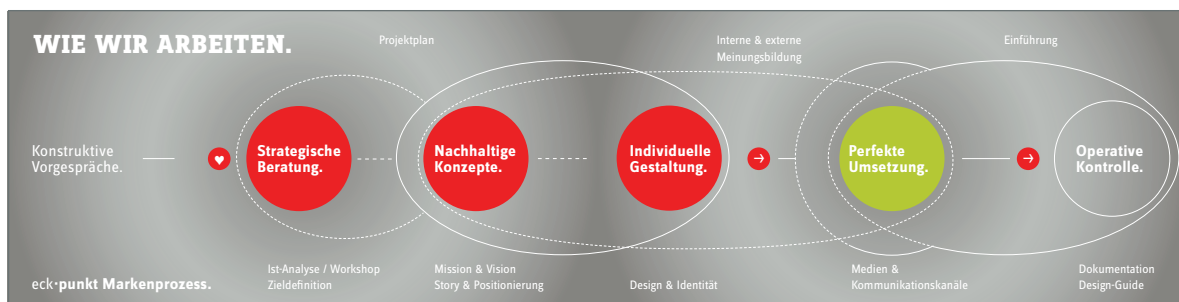 WIE WIR ARBEITEN.
Projektplan
Interne & externe
Meinungsbildung
Einführung
Konstruktive
Vorgespräche.
Strategische
Beratung.
Nachhaltige
Konzepte.
Individuelle
Gestaltung.
Perfekte
Umsetzung.
Operative
Kontrolle.
eck·punkt Markenprozess.
Ist-Analyse / Workshop
Zieldefinition
Mission & Vision
Story & Positionierung
Design & Identität
Medien &
Kommunikationskanäle
Dokumentation
Design-Guide